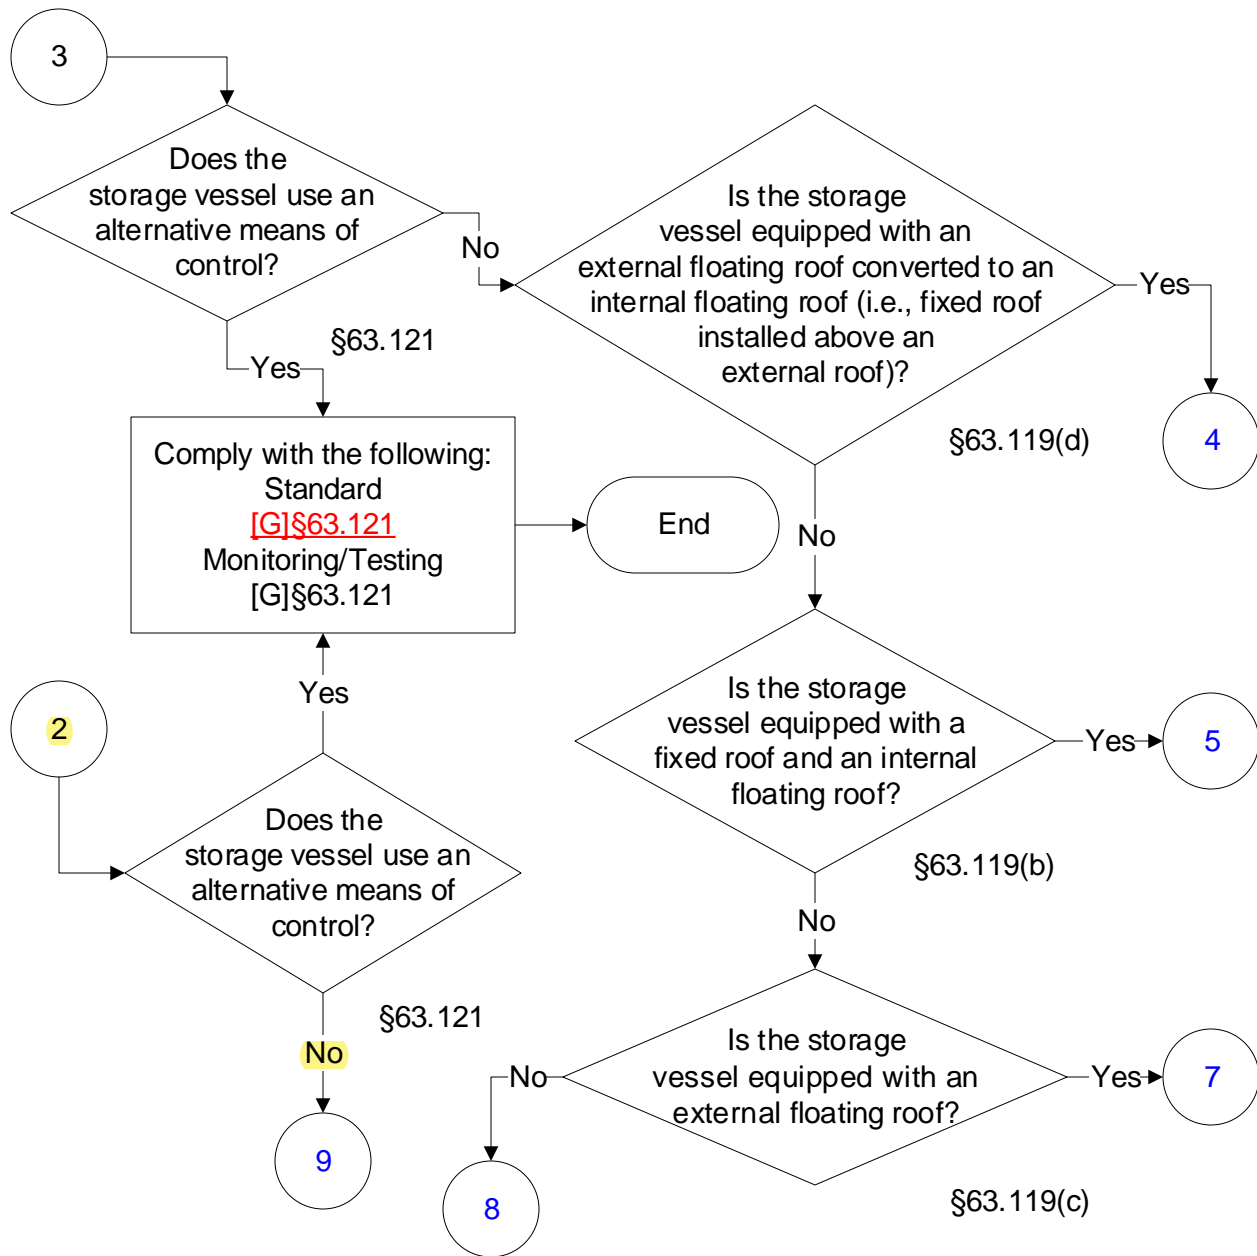 3
Does the
storage vessel use an
alternative means of
control?
No
Yes
§63.121
Is the storage
vessel equipped with an
external floating roof converted to an
internal floating roof (i.e., fixed roof
installed above an
external roof)?
Yes
§63.119(d)
4
Comply with the following:
Standard
[G]§63.121
Monitoring/Testing
[G]§63.121
End
No
Yes
2
Does the
storage vessel use an
alternative means of
control?
§63.121
No
9
Is the storage
vessel equipped with a
fixed roof and an internal
floating roof?
Yes
5
§63.119(b)
No
Is the storage
vessel equipped with an
external floating roof?
No
Yes
7
8
§63.119(c)